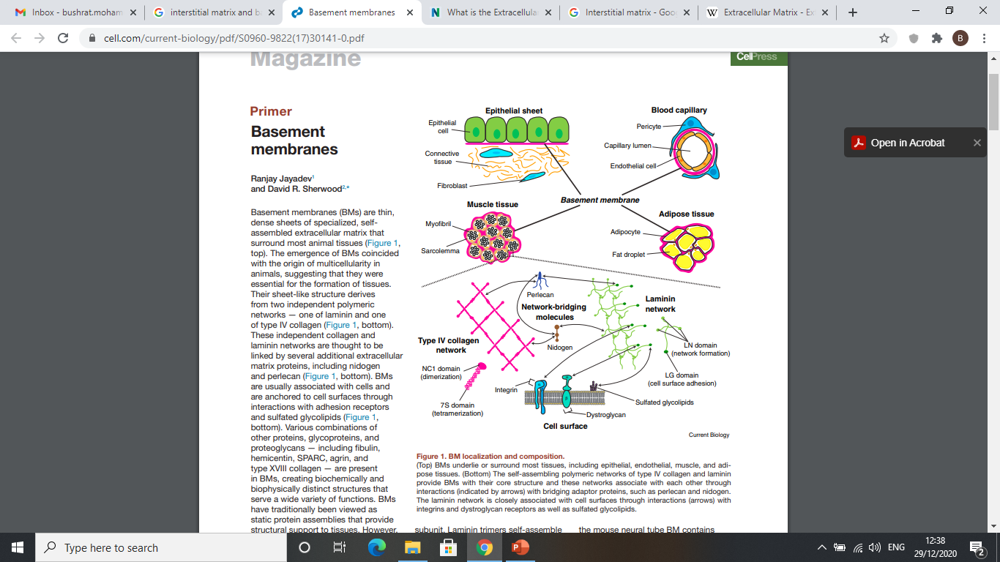 Inbox - bushrat.moham
interstitial matrix and b
Basement membranes
What is the Extracellula
Interstitial matrix - Goo
Extracellular Matrix - Ex
cell.com/current-biology/pdf/S0960-9822(17)30141-0.pdf
B
Magazine
CellPress
Open in Acrobat
Primer
Basement
membranes
Ranjay Jayadev1
and David R. Sherwood2,*
Basement membranes (BMs) are thin,
dense sheets of specialized, self-
assembled extracellular matrix that
surround most animal tissues (Figure 1,
top). The emergence of BMs coincided
with the origin of multicellularity in
animals, suggesting that they were
essential for the formation of tissues.
Their sheet-like structure derives
from two independent polymeric
networks — one of laminin and one
of type IV collagen (Figure 1, bottom).
These independent collagen and
laminin networks are thought to be
linked by several additional extracellular
matrix proteins, including nidogen
and perlecan (Figure 1, bottom). BMs
are usually associated with cells and
are anchored to cell surfaces through
interactions with adhesion receptors
and sulfated glycolipids (Figure 1,
bottom). Various combinations of
other proteins, glycoproteins, and
proteoglycans — including fibulin,
hemicentin, SPARC, agrin, and
type XVIII collagen — are present
in BMs, creating biochemically and
biophysically distinct structures that
serve a wide variety of functions. BMs
have traditionally been viewed as
static protein assemblies that provide
structural support to tissues. However,
Epithelial sheet
Epithelial
cell
Connective
tissue
Fibroblast
Blood capillary
Pericyte
Capillary lumen
Endothelial cell
Basement membrane
Muscle tissue
Myofibril
Sarcolemma
Adipose tissue
Adipocyte
Fat droplet
Perlecan
Network-bridging
molecules
Nidogen
Laminin
network
Type IV collagen
network
NC1 domain
(dimerization)
7S domain
(tetramerization)
LN domain
(network formation)
LG domain
(cell surface adhesion)
Integrin
α
β
α
β
Sulfated glycolipids
Dystroglycan
Cell surface
Current Biology
Figure 1. BM localization and composition.
(Top) BMs underlie or surround most tissues, including epithelial, endothelial, muscle, and adi-
pose tissues. (Bottom) The self-assembling polymeric networks of type IV collagen and laminin
provide BMs with their core structure and these networks associate with each other through
interactions (indicated by arrows) with bridging adaptor proteins, such as perlecan and nidogen.
The laminin network is closely associated with cell surfaces through interactions (arrows) with
integrins and dystroglycan receptors as well as sulfated glycolipids.
subunit. Laminin trimers self-assemble
the mouse neural tube BM contains
Type here to search
ENG
12:38
29/12/2020
2